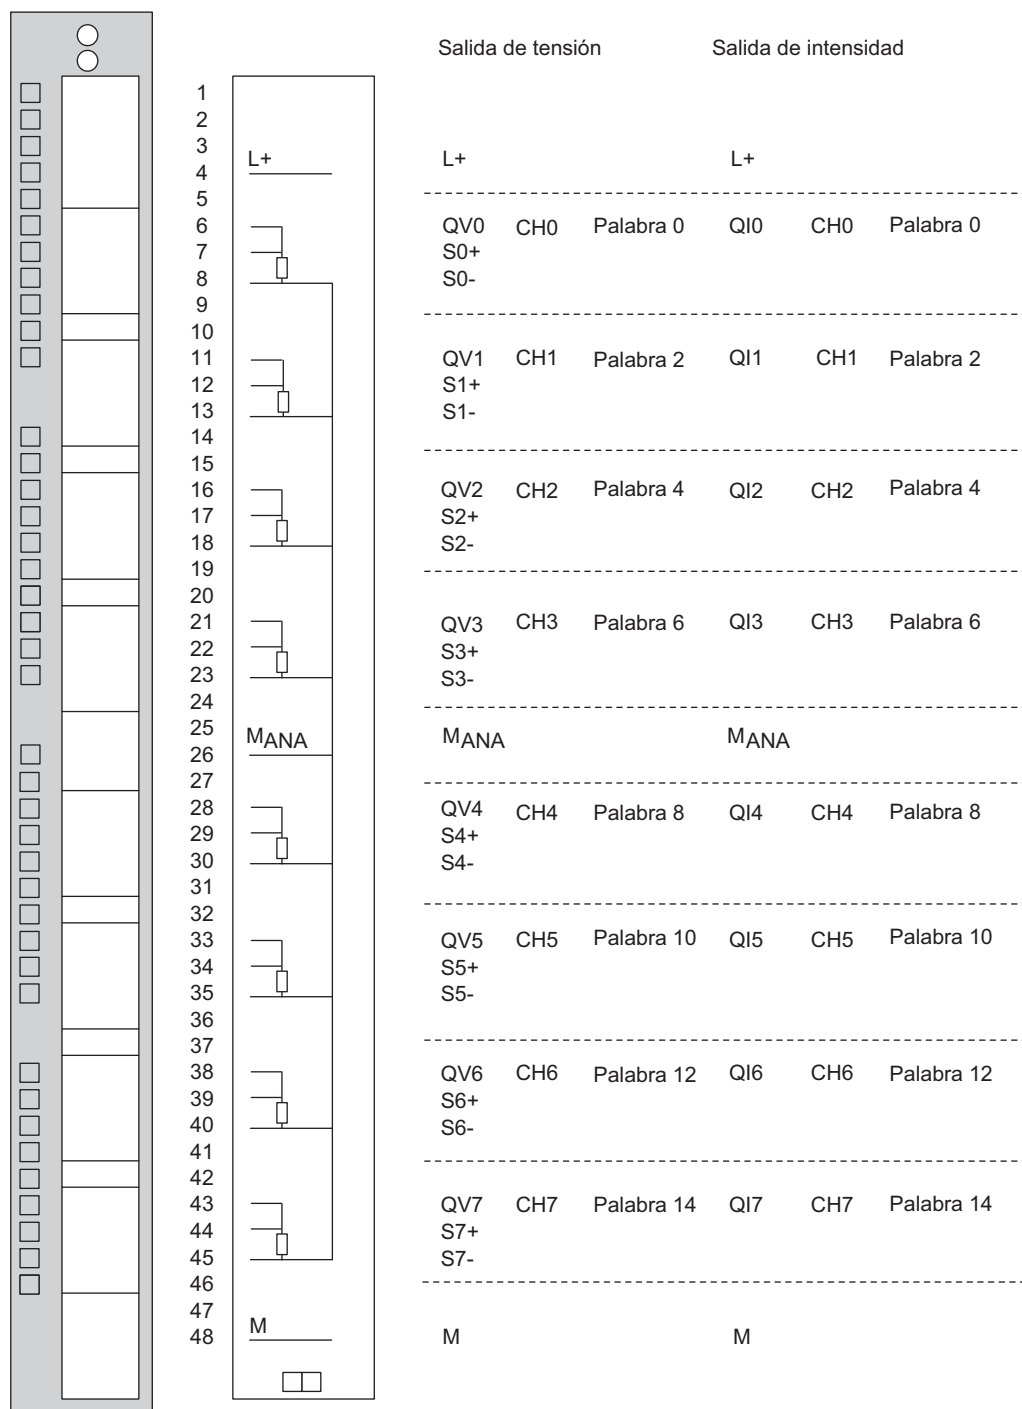 Salida de tensión Salida de intensidad
1
2
3
L+ L+ L+
4
5
6 QV0 CH0 Palabra 0 QI0 CH0 Palabra 0
7 S0+
8 S0-
9
10
11 QV1 CH1 Palabra 2 QI1 CH1 Palabra 2
12 S1+
13 S1-
14
15
16 QV2 CH2 Palabra 4 QI2 CH2 Palabra 4
17 S2+
18 S2-
19
20
21 QV3 CH3 Palabra 6 QI3 CH3 Palabra 6
22 S3+
23 S3-
24
25 MANA MANA MANA
26
27
28 QV4 CH4 Palabra 8 QI4 CH4 Palabra 8
29 S4+
30 S4-
31
32
33 QV5 CH5 Palabra 10 QI5 CH5 Palabra 10
34 S5+
35 S5-
36
37
38 QV6 CH6 Palabra 12 QI6 CH6 Palabra 12
39 S6+
40 S6-
41
42
43 QV7 CH7 Palabra 14 QI7 CH7 Palabra 14
44 S7+
45 S7-
46
47
48 M M M